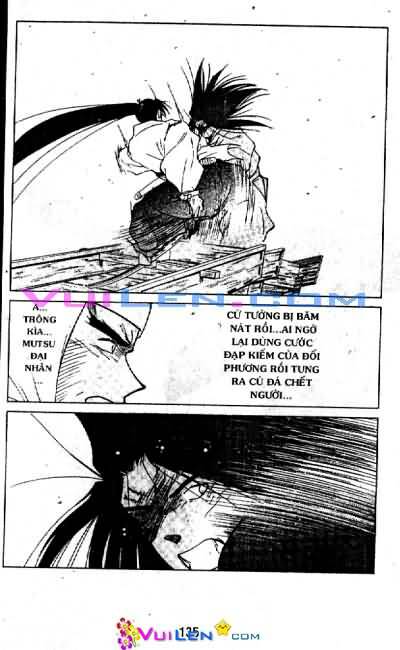 VUILEN.COM
A...
TRÔNG
KÌA...
MUTSU
ĐẠI
NHÂN
...
CỨ TƯỞNG BỊ BĂM
NÁT RỒI...AI NGỜ
LẠI DÙNG CƯỚC
ĐẠP KIẾM CỦA ĐỐI
PHƯƠNG RỒI TUNG
RA CÚ ĐÁ CHẾT
NGƯỜI...
135
VUILEN.COM